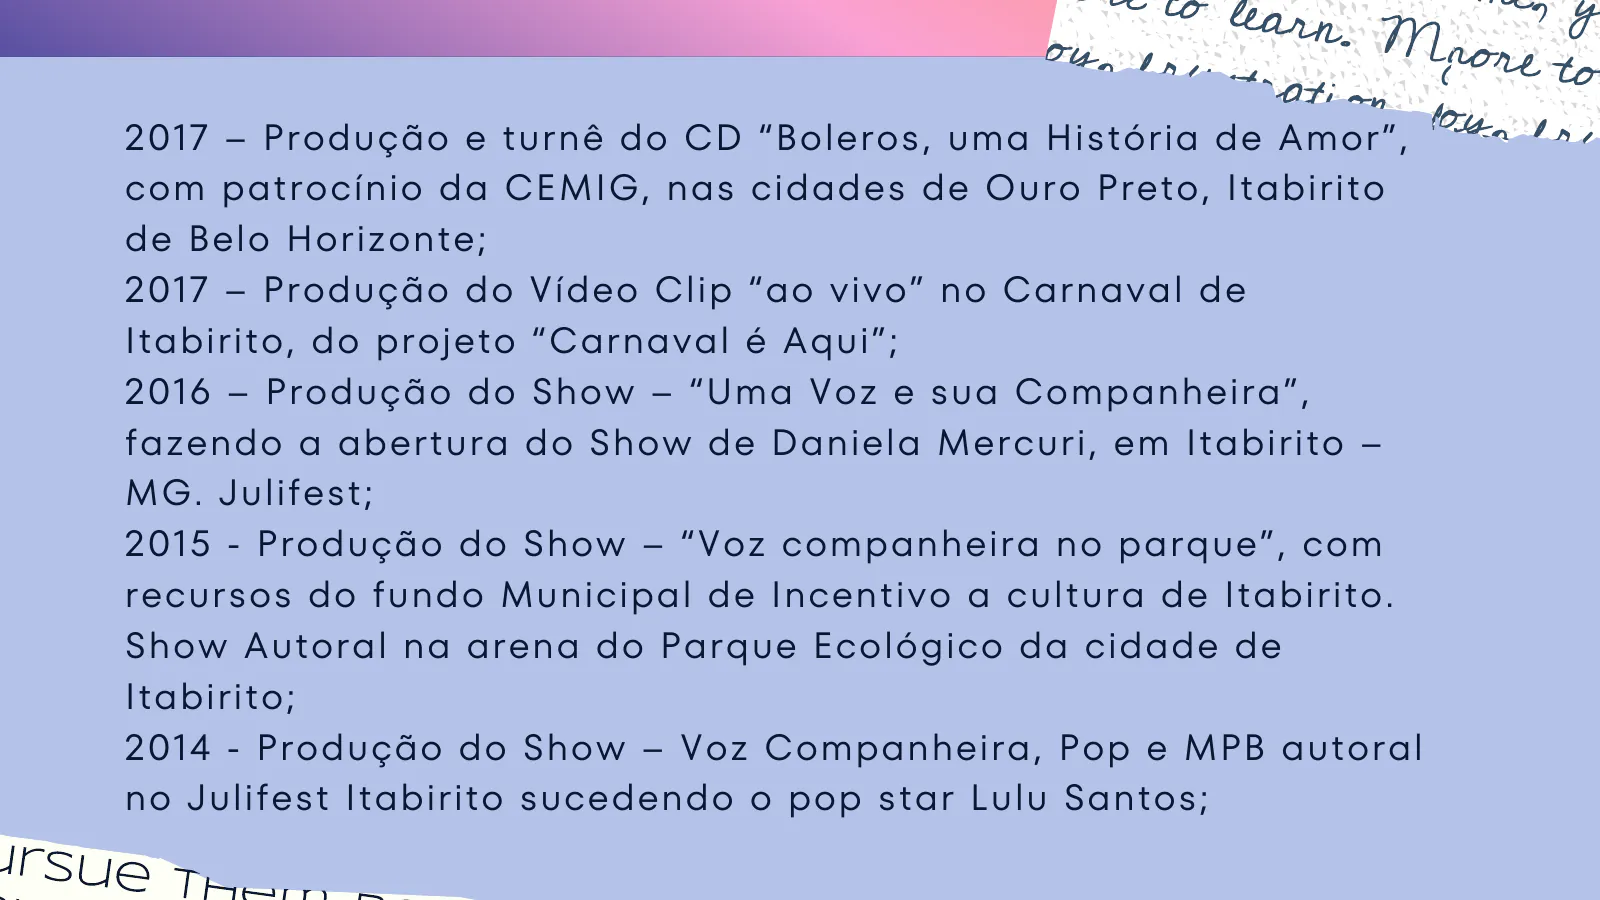 to learn. More to
2017 – Produção e turnê do CD “Boleros, uma História de Amor”,
com patrocínio da CEMIG, nas cidades de Ouro Preto, Itabirito
de Belo Horizonte;
2017 – Produção do Vídeo Clip “ao vivo” no Carnaval de
Itabirito, do projeto “Carnaval é Aqui”;
2016 – Produção do Show – “Uma Voz e sua Companheira”,
fazendo a abertura do Show de Daniela Mercuri, em Itabirito –
MG. Julifest;
2015 - Produção do Show – “Voz companheira no parque”, com
recursos do fundo Municipal de Incentivo a cultura de Itabirito.
Show Autoral na arena do Parque Ecológico da cidade de
Itabirito;
2014 - Produção do Show – Voz Companheira, Pop e MPB autoral
no Julifest Itabirito sucedendo o pop star Lulu Santos;
ursue THem